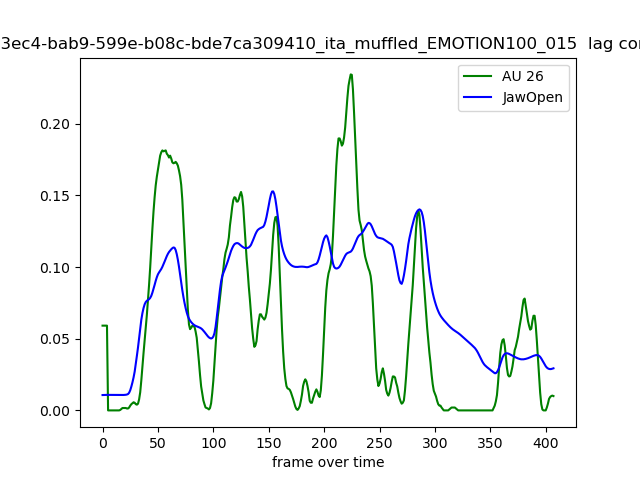 3ec4-bab9-599e-b08c-bde7ca309410_ita_muffled_EMOTION100_015 lag
AU 26
JawOpen
0.20
0.15
0.10
0.05
0.00
0 50 100 150 200 250 300 350 400
frame over time